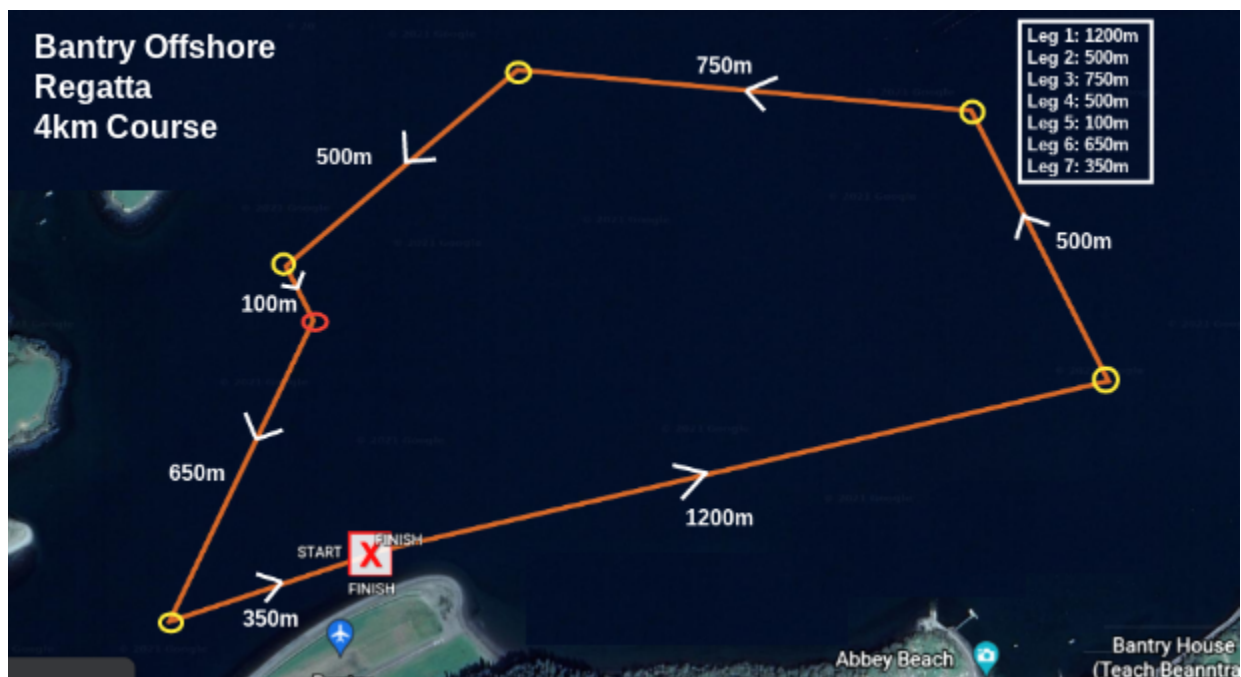 Bantry Offshore
Regatta
4km Course
750m
Leg 1: 1200m
Leg 2: 500m
Leg 3: 750m
Leg 4: 500m
Leg 5: 100m
Leg 6: 650m
Leg 7: 350m
500m
500m
100m
650m
1200m
START
X
FINISH
FINISH
350m
Abbey Beach
Bantry House
(Teach Beanntra